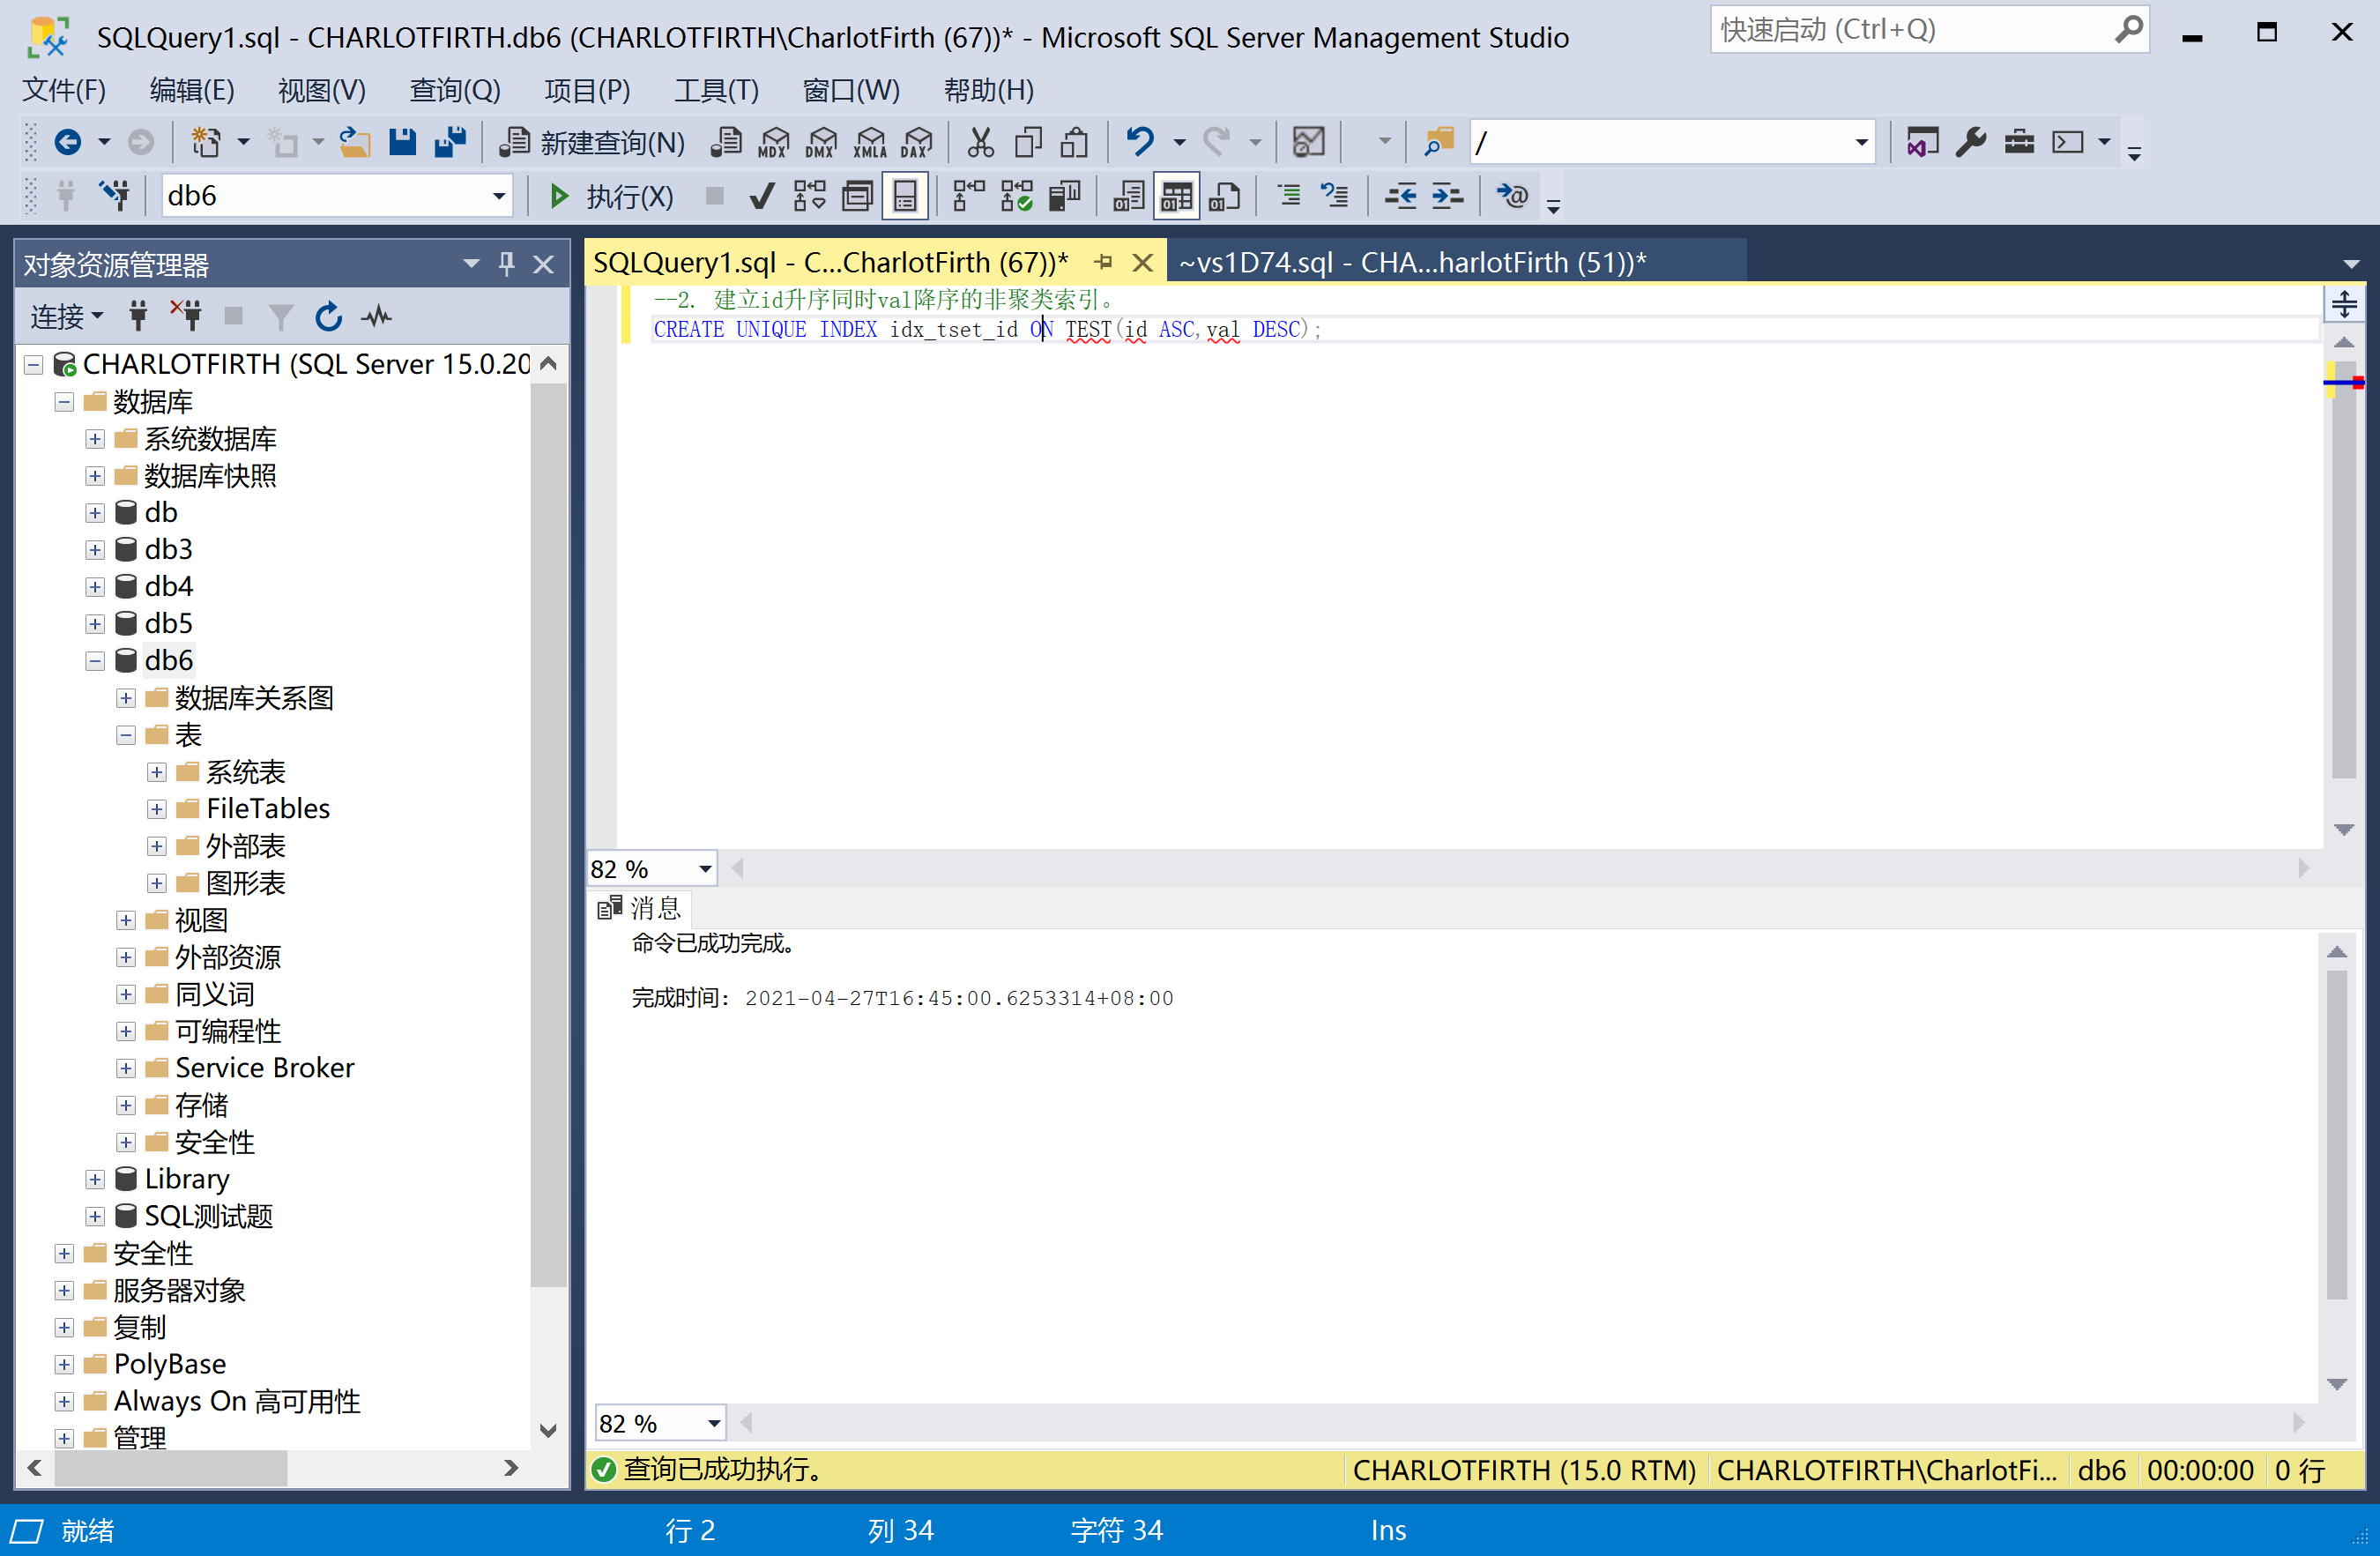 SQLQuery1.sql - CHARLOTFIRTH.db6 (CHARLOTFIRTH\CharlotFirth (67))* - Microsoft SQL Server Management Studio
快速启动 (Ctrl+Q)
文件(F) 编辑(E) 视图(V) 查询(Q) 项目(P) 工具(T) 窗口(W) 帮助(H)
新建查询(N) MDX DMX XMLA DAX /
db6 执行(X)
对象资源管理器
连接
CHARLOTFIRTH (SQL Server 15.0.20
数据库
系统数据库
数据库快照
db
db3
db4
db5
db6
数据库关系图
表
系统表
FileTables
外部表
图形表
视图
外部资源
同义词
可编程性
Service Broker
存储
安全性
Library
SQL测试题
安全性
服务器对象
复制
PolyBase
Always On 高可用性
管理
SQLQuery1.sql - C...CharlotFirth (67))* ~vs1D74.sql - CHA...harlotFirth (51))*
--2. 建立id升序同时val降序的非聚类索引。
CREATE UNIQUE INDEX idx_tset_id ON TEST(id ASC,val DESC);
82 %
消息
命令已成功完成。
完成时间: 2021-04-27T16:45:00.6253314+08:00
82 %
查询已成功执行。 CHARLOTFIRTH (15.0 RTM) CHARLOTFIRTH\CharlotFi... db6 00:00:00 0 行
就绪 行 2 列 34 字符 34 Ins